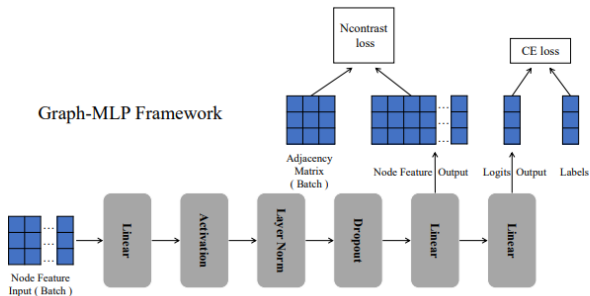 Ncontrast
loss
CE loss
Graph-MLP Framework
Adjacency
Matrix
( Batch )
Node Feature Output
Logits Output
Labels
Linear
Activation
Layer Norm
Dropout
Linear
Linear
Node Feature
Input ( Batch )